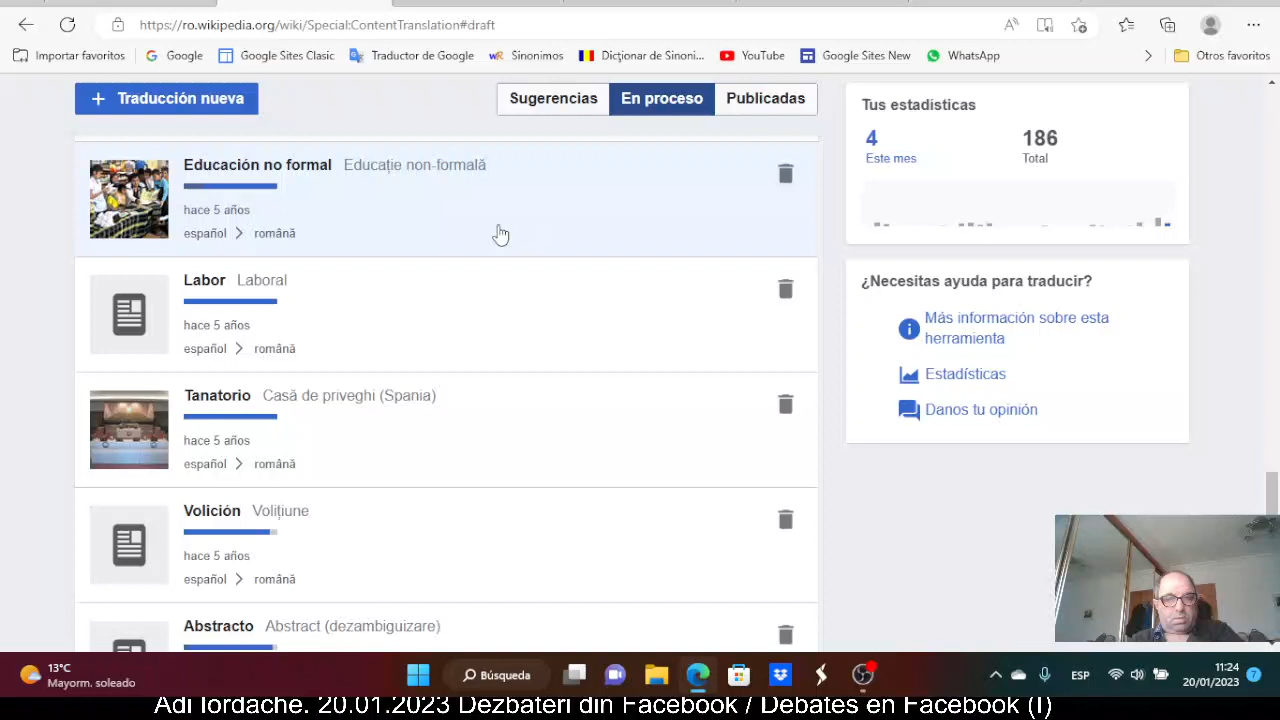 https://ro.wikipedia.org/wiki/Special:ContentTranslation#draft
Importar favoritos Google Google Sites Clasic Traductor de Google Sinonimos Dicționar de Sinoni... YouTube Google Sites New WhatsApp Otros favoritos
+ Traducción nueva
Sugerencias En proceso Publicadas
Educación no formal Educație non-formală
hace 5 años
español > română
Labor Laboral
hace 5 años
español > română
Tanatorio Casă de priveghi (Spania)
hace 5 años
español > română
Volición Volițiune
hace 5 años
español > română
Abstracto Abstract (dezambiguizare)
Tus estadisticas
4 186
Este mes Total
¿Necesitas ayuda para traducir?
Más información sobre esta
herramienta
Estadísticas
Danos tu opinión
13°C
Mayorm. soleado
Búsqueda
ESP
11:24
20/01/2023
7
Adi Iordache. 20.01.2023 Dezbateri din Facebook / Debates en Facebook (I)